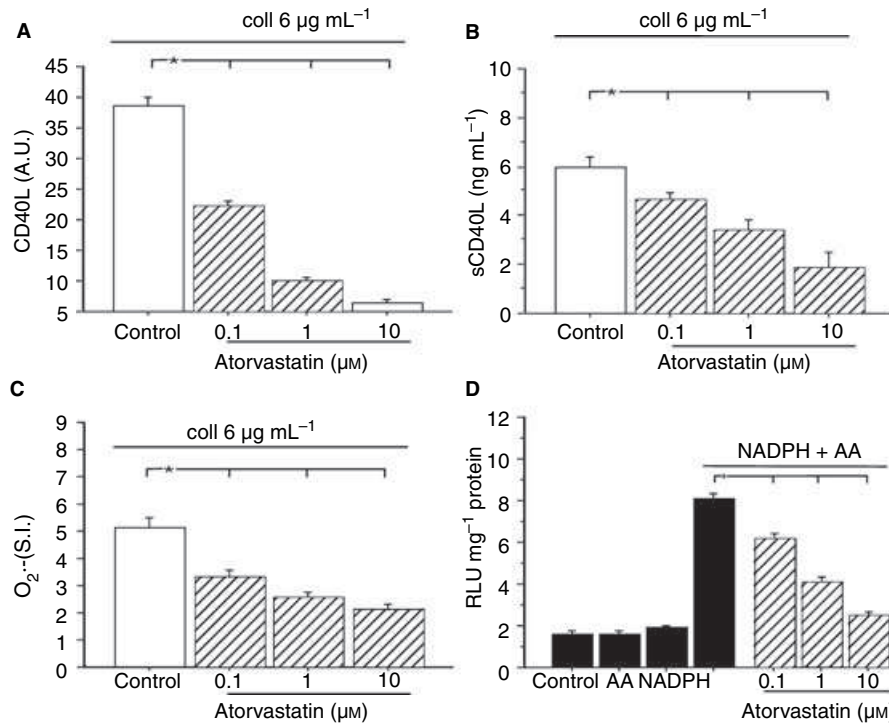 A
coll 6 µg mL⁻¹
CD40L (A.U.)
45
40
35
30
25
20
15
10
5
*
Control
0.1
1
10
Atorvastatin (µM)
B
coll 6 µg mL⁻¹
sCD40L (ng mL⁻¹)
10
8
6
4
2
0
*
Control
0.1
1
10
Atorvastatin (µM)
C
coll 6 µg mL⁻¹
O₂·-(S.I.)
9
8
7
6
5
4
3
2
1
0
*
Control
0.1
1
10
Atorvastatin (µM)
D
NADPH + AA
RLU mg⁻¹ protein
12
10
8
6
4
2
0
*
Control AA NADPH
0.1
1
10
Atorvastatin (µM)